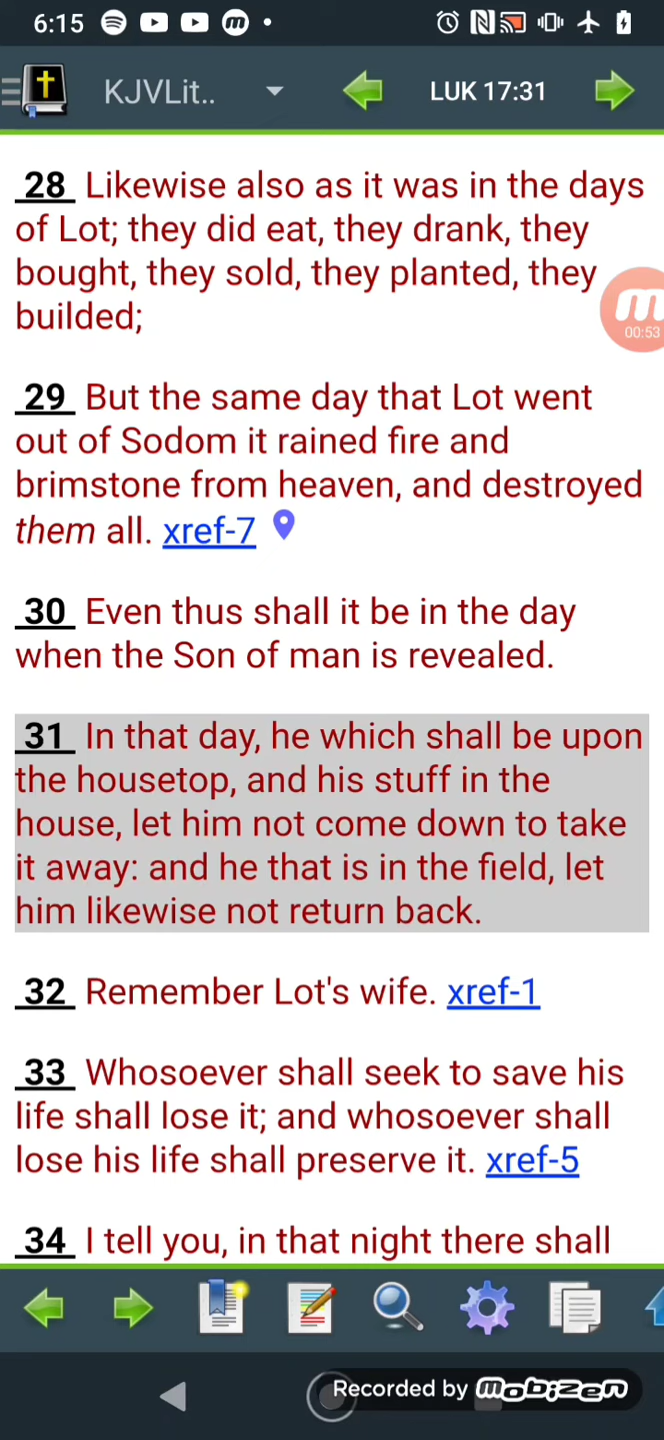 6:15
KJVLit..
LUK 17:31
28 Likewise also as it was in the days
of Lot; they did eat, they drank, they
bought, they sold, they planted, they
builded;
m
00:53
29 But the same day that Lot went
out of Sodom it rained fire and
brimstone from heaven, and destroyed
them all. xref-7
30 Even thus shall it be in the day
when the Son of man is revealed.
31 In that day, he which shall be upon
the housetop, and his stuff in the
house, let him not come down to take
it away: and he that is in the field, let
him likewise not return back.
32 Remember Lot's wife. xref-1
33 Whosoever shall seek to save his
life shall lose it; and whosoever shall
lose his life shall preserve it. xref-5
34 I tell you, in that night there shall
Recorded by mobizen